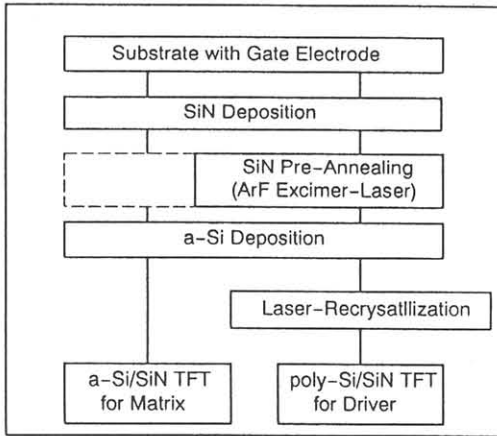 Substrate with Gate Electrode
SiN Deposition
SiN Pre-Annealing
(ArF Excimer-Laser)
a-Si Deposition
Laser-Recrysatllization
a-Si/SiN TFT
for Matrix
poly-Si/SiN TFT
for Driver